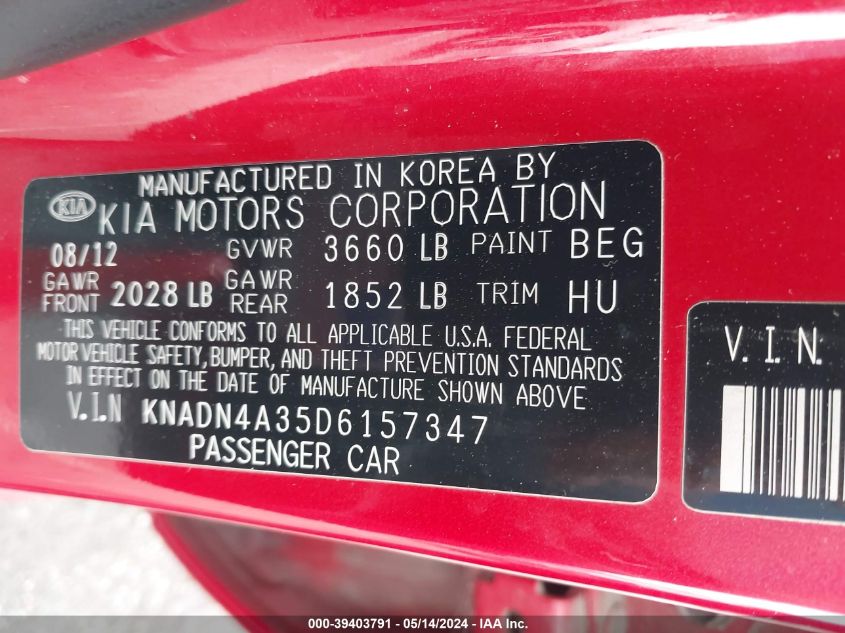 MANUFACTURED IN KOREA BY
KIA KIA MOTORS CORPORATION
08/12 GVWR 3660 LB PAINT BEG
GAWR FRONT 2028 LB GAWR REAR 1852 LB TRIM HU
THIS VEHICLE CONFORMS TO ALL APPLICABLE U.S.A. FEDERAL
MOTOR VEHICLE SAFETY, BUMPER, AND THEFT PREVENTION STANDARDS
IN EFFECT ON THE DATE OF MANUFACTURE SHOWN ABOVE
V.I.N KNADN4A35D6157347
PASSENGER CAR
V. I. N.
000-39403791 - 05/14/2024 - IAA Inc.